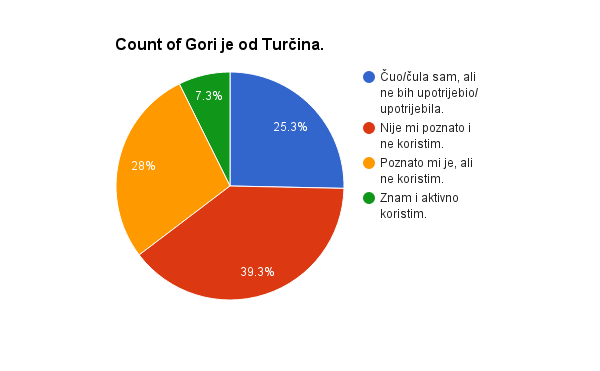 Count of Gori je od Turčina.
7.3%
25.3%
28%
39.3%
Čuo/čula sam, ali
ne bih upotrijebio/
upotrijebila.
Nije mi poznato i
ne koristim.
Poznato mi je, ali
ne koristim.
Znam i aktivno
koristim.